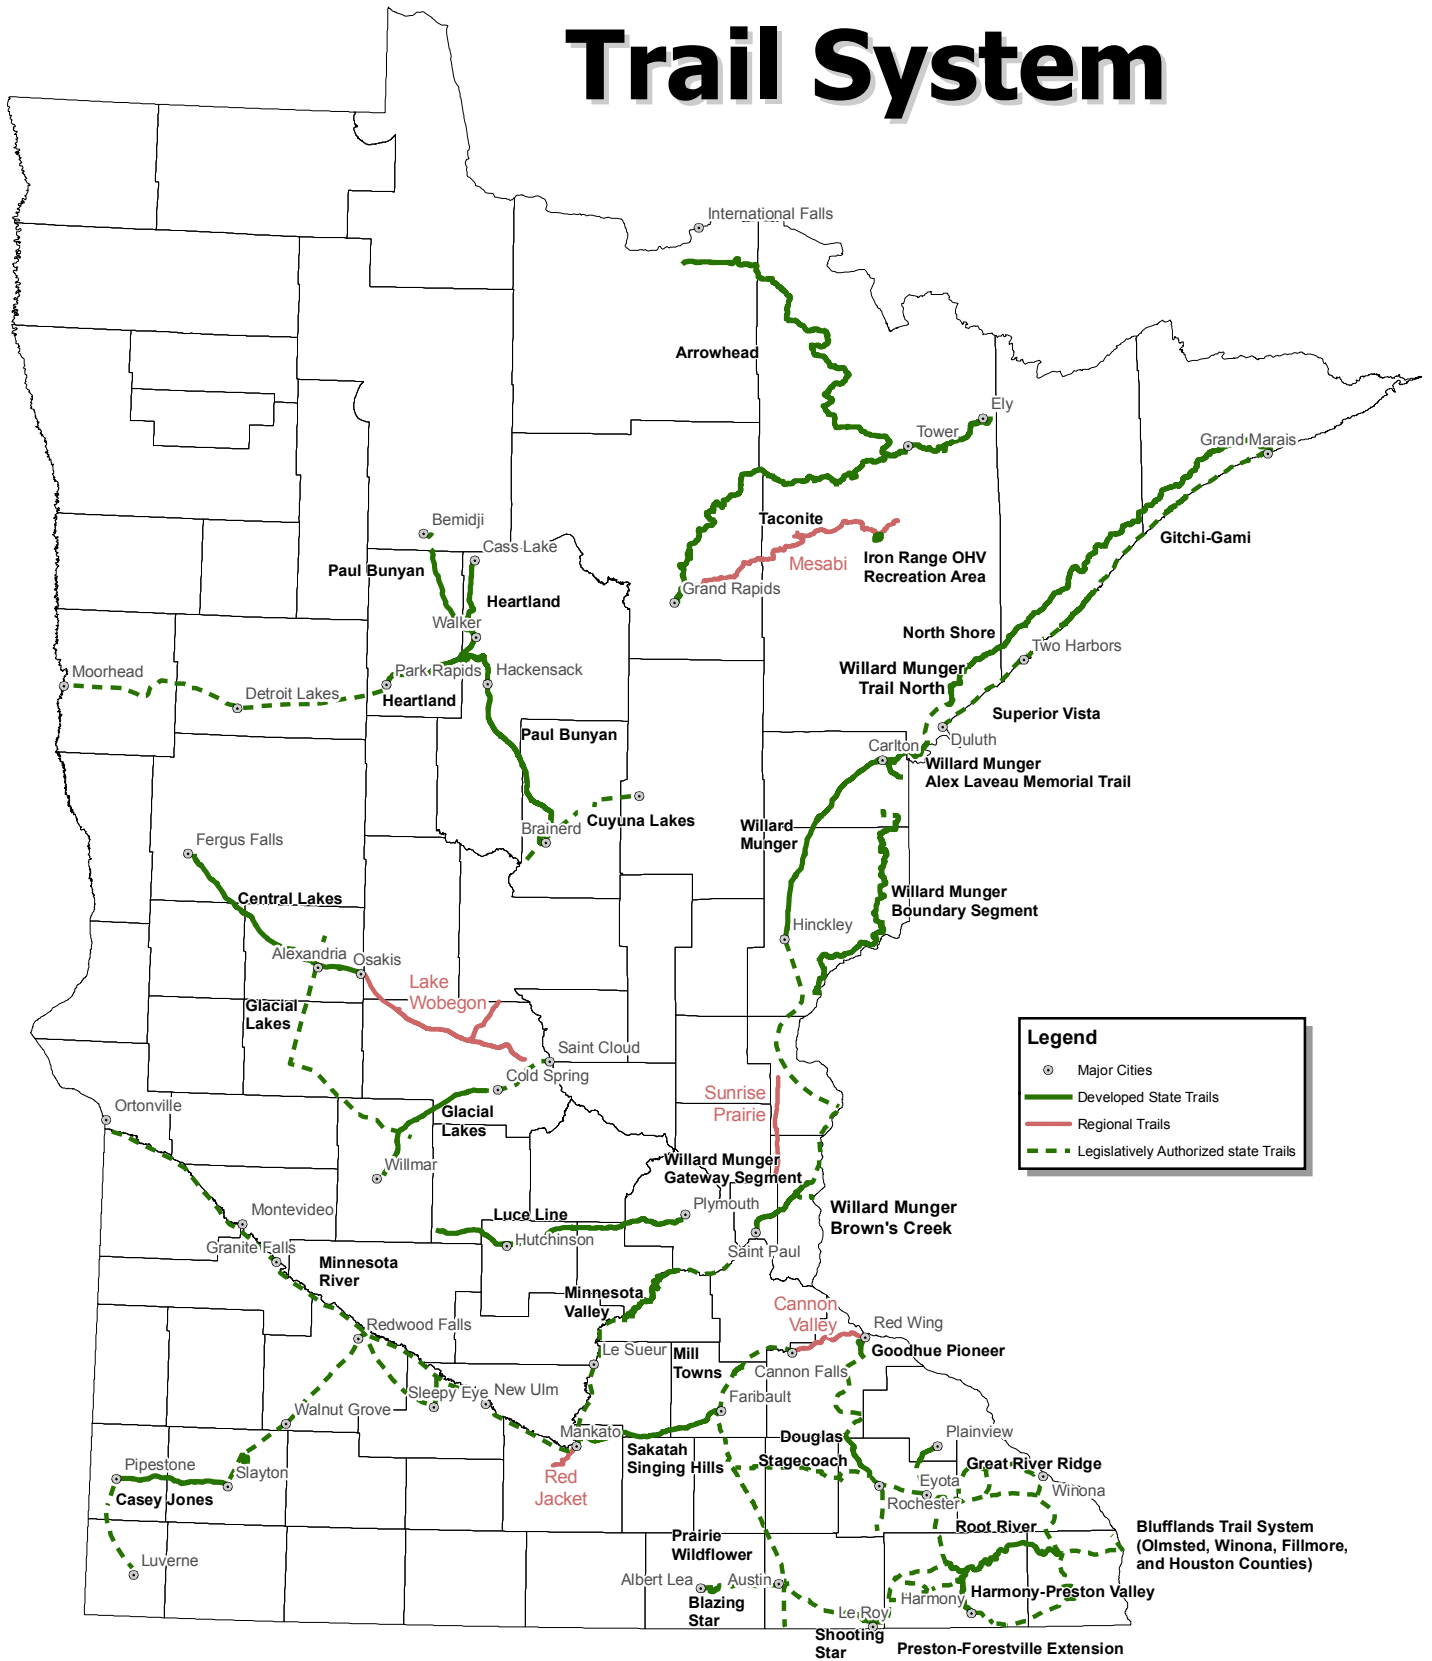 Trail System
International Falls
Arrowhead
Ely
Tower
Grand Marais
Bemidji
Cass Lake
Taconite
Gitchi-Gami
Mesabi
Iron Range OHV
Recreation Area
Paul Bunyan
Heartland
Grand Rapids
Walker
North Shore
Two Harbors
Moorhead
Park Rapids
Hackensack
Willard Munger
Trail North
Detroit Lakes
Heartland
Superior Vista
Paul Bunyan
Duluth
Carlton
Willard Munger
Alex Laveau Memorial Trail
Cuyuna Lakes
Brainerd
Willard
Munger
Fergus Falls
Central Lakes
Willard Munger
Boundary Segment
Hinckley
Alexandria
Osakis
Lake
Wobegon
Glacial
Lakes
Legend
Major Cities
Developed State Trails
Regional Trails
Legislatively Authorized state Trails
Saint Cloud
Cold Spring
Sunrise
Prairie
Ortonville
Glacial
Lakes
Willmar
Willard Munger
Gateway Segment
Plymouth
Willard Munger
Brown's Creek
Montevideo
Luce Line
Hutchinson
Granite Falls
Saint Paul
Minnesota
River
Minnesota
Valley
Cannon
Valley
Red Wing
Redwood Falls
Goodhue Pioneer
Le Sueur
Mill
Towns
Cannon Falls
Sleepy Eye
New Ulm
Faribault
Walnut Grove
Mankato
Plainview
Douglas
Sakatah
Singing Hills
Stagecoach
Great River Ridge
Pipestone
Slayton
Red
Jacket
Eyota
Winona
Casey Jones
Rochester
Root River
Blufflands Trail System
(Olmsted, Winona, Fillmore,
and Houston Counties)
Prairie
Wildflower
Luverne
Albert Lea
Austin
Harmony
Harmony-Preston Valley
Blazing
Star
Le Roy
Shooting
Star
Preston-Forestville Extension